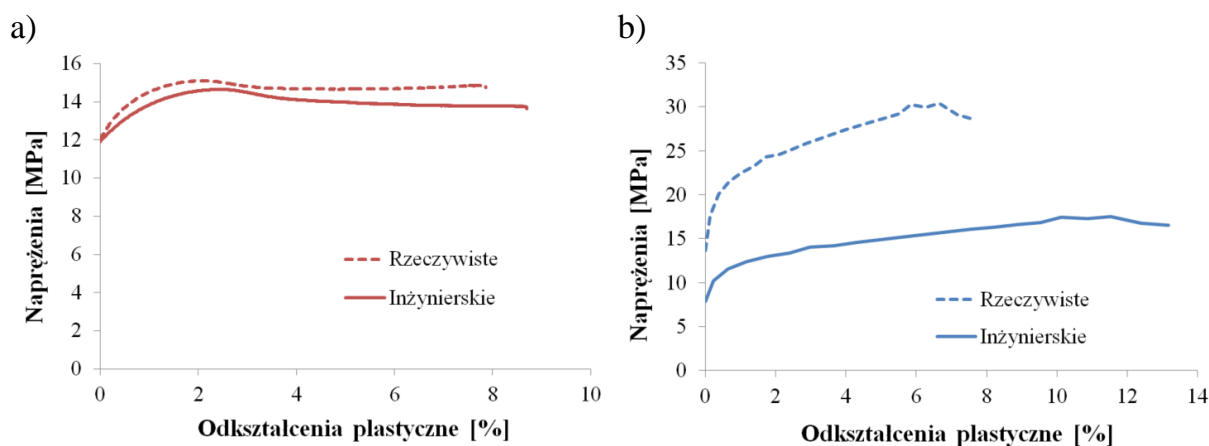 a)
Naprężenia [MPa]
16
14
12
10
8
6
4
2
0
Rzeczywiste
Inżynierskie
0 2 4 6 8 10
Odkształcenia plastyczne [%]
b)
Naprężenia [MPa]
35
30
25
20
15
10
5
0
Rzeczywiste
Inżynierskie
0 2 4 6 8 10 12 14
Odkształcenia plastyczne [%]